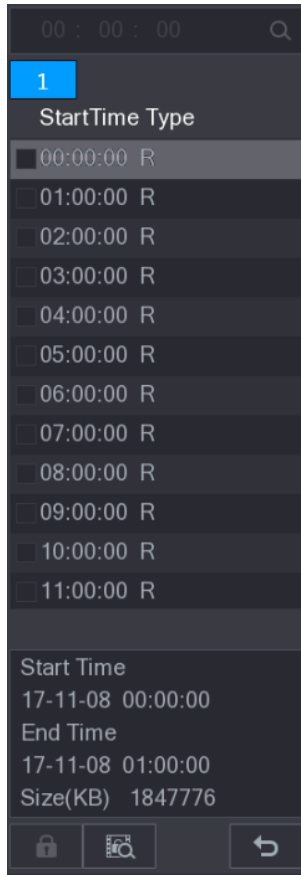 00 : 00 : 00
1
StartTime Type
00:00:00 R
01:00:00 R
02:00:00 R
03:00:00 R
04:00:00 R
05:00:00 R
06:00:00 R
07:00:00 R
08:00:00 R
09:00:00 R
10:00:00 R
11:00:00 R
Start Time
17-11-08 00:00:00
End Time
17-11-08 01:00:00
Size(KB) 1847776